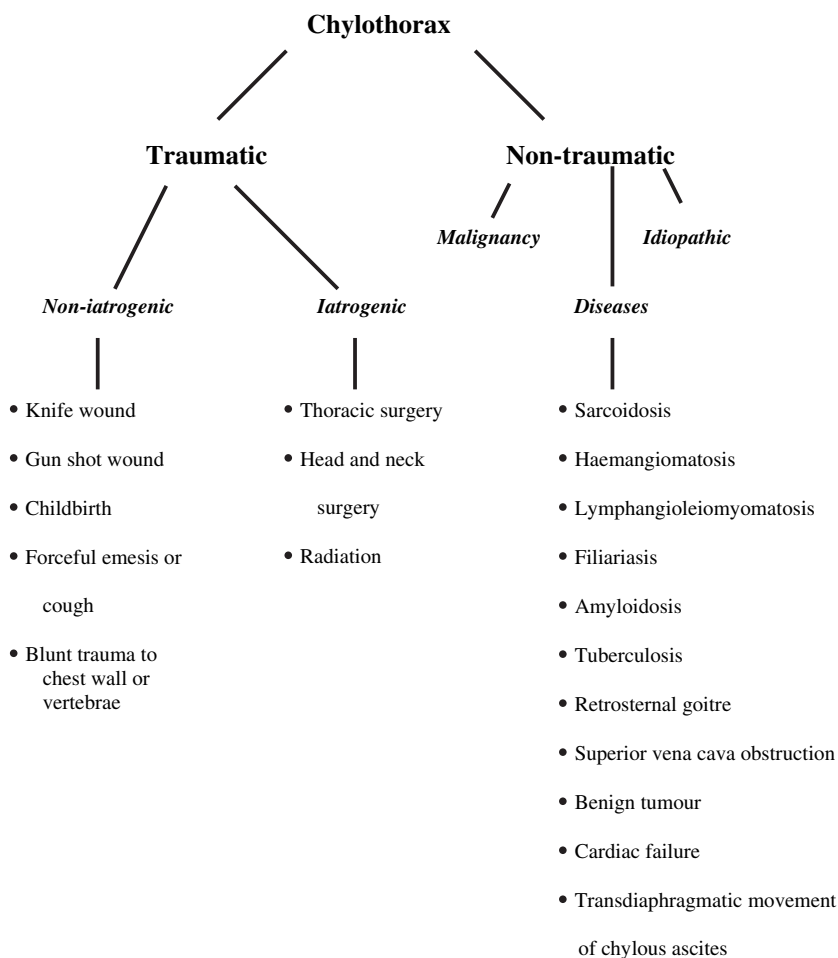 Chylothorax
Traumatic
Non-traumatic
Malignancy
Idiopathic
Non-iatrogenic
Iatrogenic
Diseases
• Knife wound
• Gun shot wound
• Childbirth
• Forceful emesis or
cough
• Blunt trauma to
chest wall or
vertebrae
• Thoracic surgery
• Head and neck
surgery
• Radiation
• Sarcoidosis
• Haemangiomatosis
• Lymphangioleiomyomatosis
• Filiariasis
• Amyloidosis
• Tuberculosis
• Retrosternal goitre
• Superior vena cava obstruction
• Benign tumour
• Cardiac failure
• Transdiaphragmatic movement
of chylous ascites